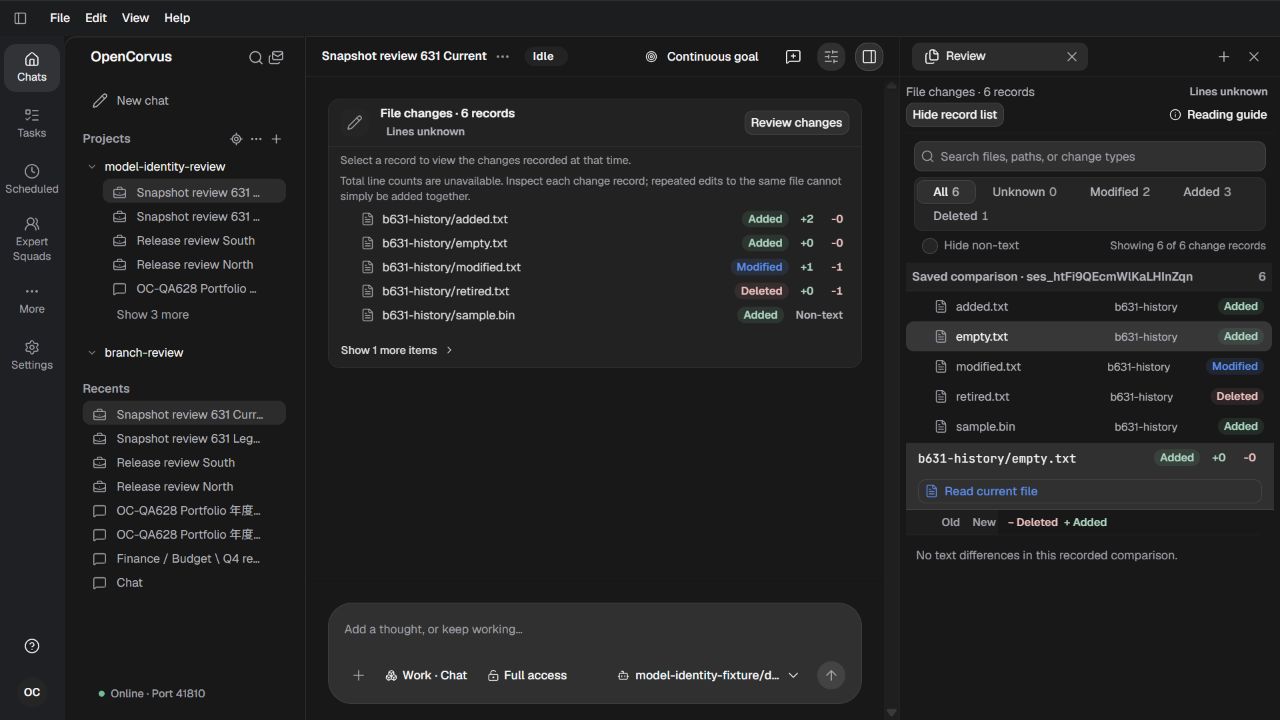 File Edit View Help
Chats
Tasks
Scheduled
Expert
Squads
More
Settings
OC
OpenCorvus
New chat
Projects
model-identity-review
Snapshot review 631 ...
Snapshot review 631 ...
Release review South
Release review North
OC-QA628 Portfolio ...
Show 3 more
branch-review
Recents
Snapshot review 631 Curr...
Snapshot review 631 Leg...
Release review South
Release review North
OC-QA628 Portfolio 年度...
OC-QA628 Portfolio 年度...
Finance / Budget \ Q4 re...
Chat
Online · Port 41810
Snapshot review 631 Current ... Idle Continuous goal
File changes · 6 records
Lines unknown
Review changes
Select a record to view the changes recorded at that time.
Total line counts are unavailable. Inspect each change record; repeated edits to the same file cannot
simply be added together.
b631-history/added.txt Added +2 -0
b631-history/empty.txt Added +0 -0
b631-history/modified.txt Modified +1 -1
b631-history/retired.txt Deleted +0 -1
b631-history/sample.bin Added Non-text
Show 1 more items
Add a thought, or keep working...
Work · Chat Full access model-identity-fixture/d...
Review
File changes · 6 records Lines unknown
Hide record list Reading guide
Search files, paths, or change types
All 6 Unknown 0 Modified 2 Added 3
Deleted 1
Hide non-text Showing 6 of 6 change records
Saved comparison · ses_htFi9QEcmWlKaLHInZqn 6
added.txt b631-history Added
empty.txt b631-history Added
modified.txt b631-history Modified
retired.txt b631-history Deleted
sample.bin b631-history Added
b631-history/empty.txt Added +0 -0
Read current file
Old New − Deleted + Added
No text differences in this recorded comparison.